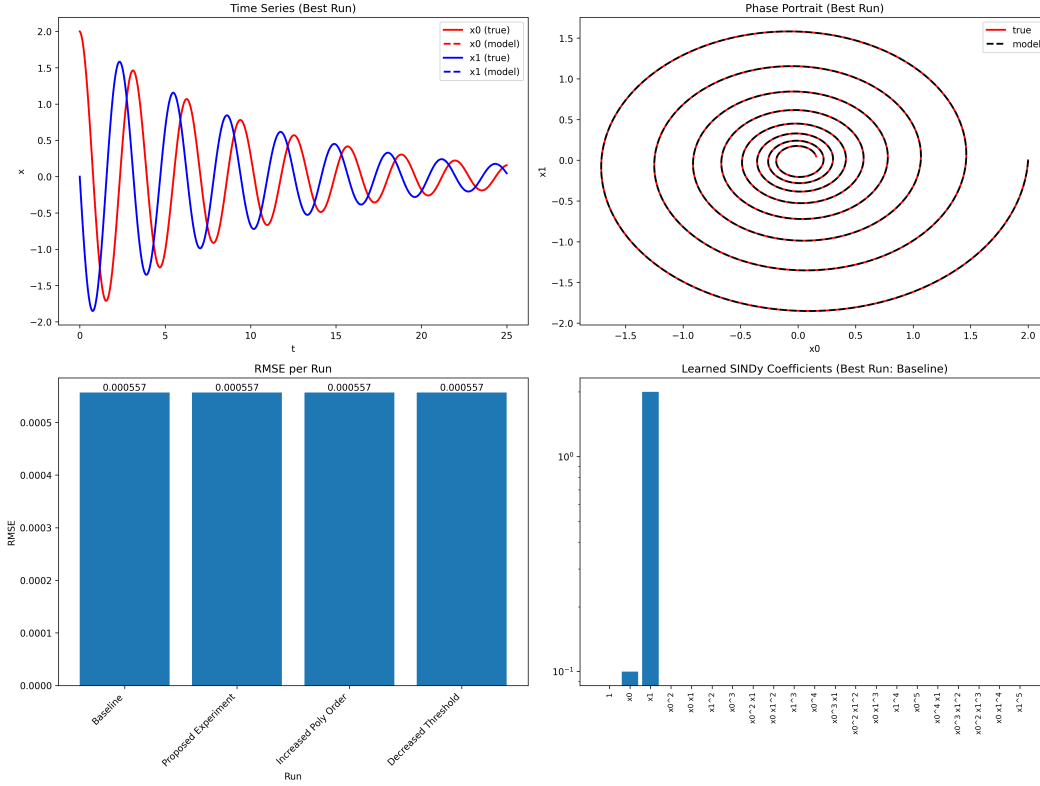 Time Series (Best Run)
x
2.0
1.5
1.0
0.5
0.0
−0.5
−1.0
−1.5
−2.0
x0 (true)
x0 (model)
x1 (true)
x1 (model)
0
5
10
15
20
25
t
Phase Portrait (Best Run)
x1
1.5
1.0
0.5
0.0
−0.5
−1.0
−1.5
−2.0
true
model
−1.5
−1.0
−0.5
0.0
0.5
1.0
1.5
2.0
x0
RMSE per Run
RMSE
0.0005
0.0004
0.0003
0.0002
0.0001
0.0000
0.000557
0.000557
0.000557
0.000557
Baseline
Proposed Experiment
Increased Poly Order
Decreased Threshold
Run
Learned SINDy Coefficients (Best Run: Baseline)
10^0
10^−1
1
x0
x1
x0^2
x0 x1
x1^2
x0^3
x0^2 x1
x0 x1^2
x1^3
x0^4
x0^3 x1
x0^2 x1^2
x0 x1^3
x1^4
x0^5
x0^4 x1
x0^3 x1^2
x0^2 x1^3
x0 x1^4
x1^5